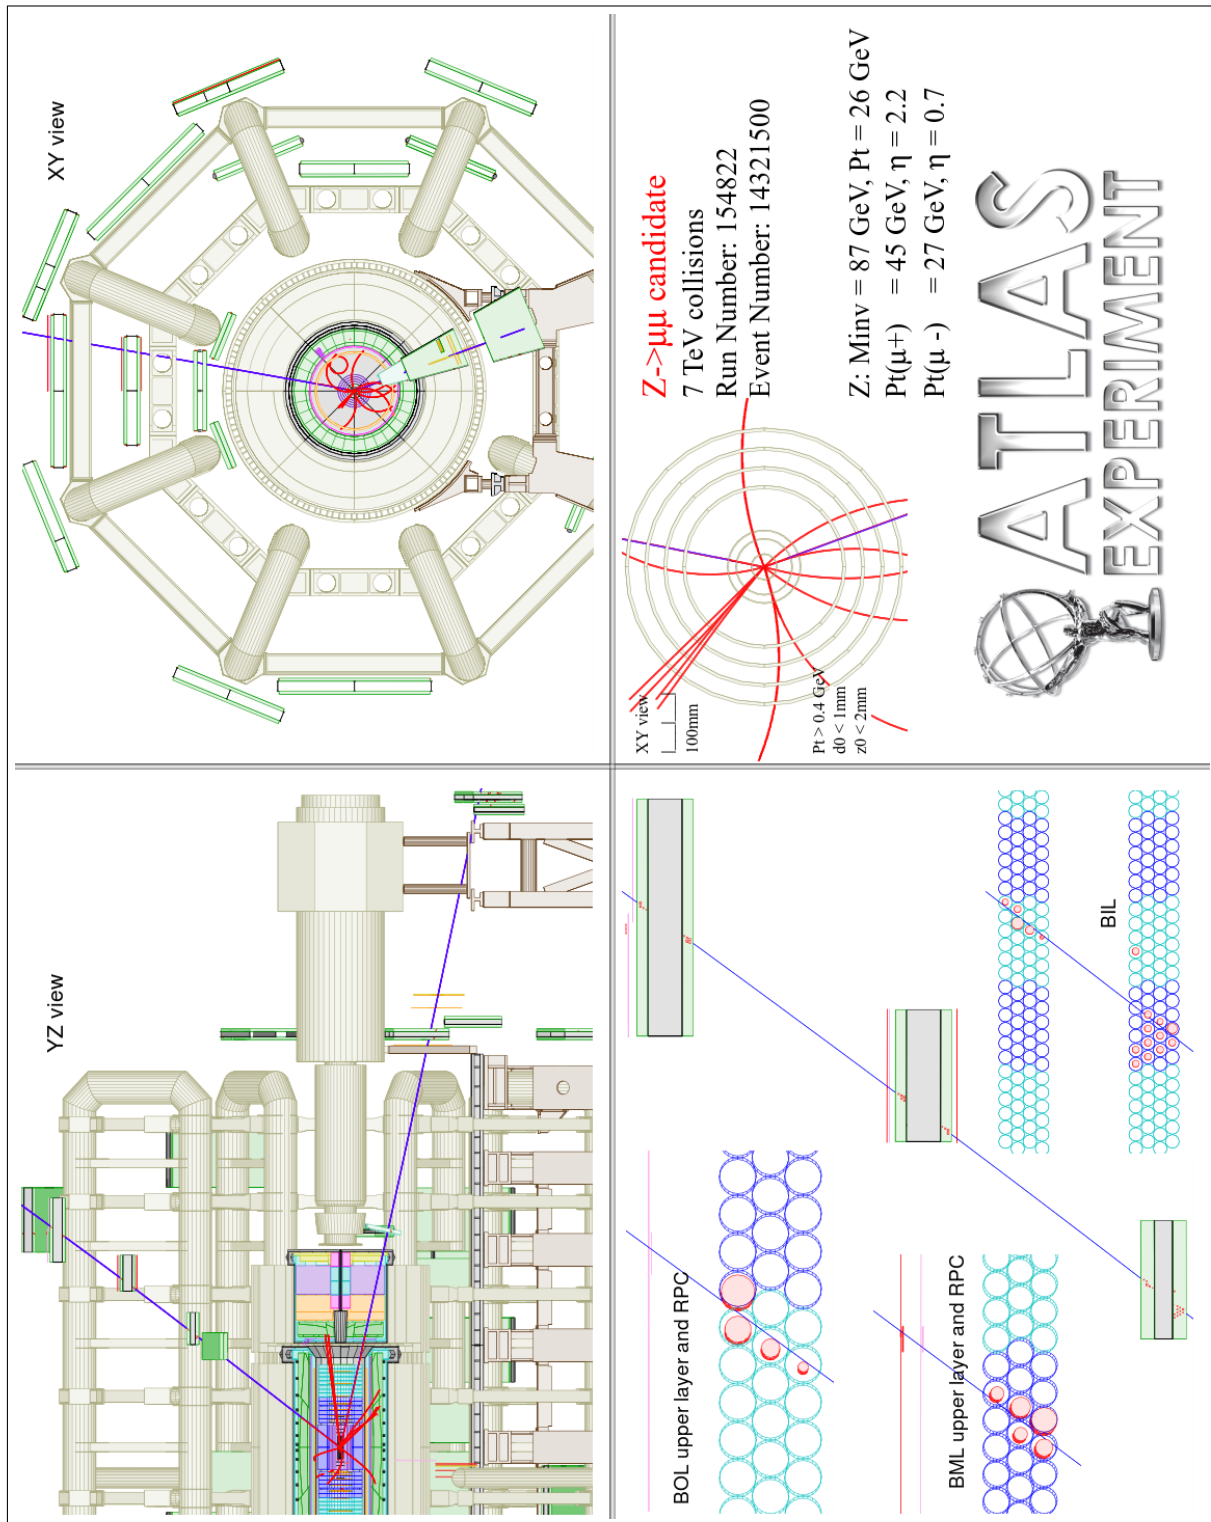 YZ view
XY view
BOL upper layer and RPC
BML upper layer and RPC
BIL
XY view
100mm
Pt > 0.4 GeV
d0 < 1mm
z0 < 2mm
Z->μμ candidate
7 TeV collisions
Run Number: 154822
Event Number: 14321500
Z: Minv = 87 GeV, Pt = 26 GeV
Pt(μ+) = 45 GeV, η = 2.2
Pt(μ -) = 27 GeV, η = 0.7
ATLAS
EXPERIMENT